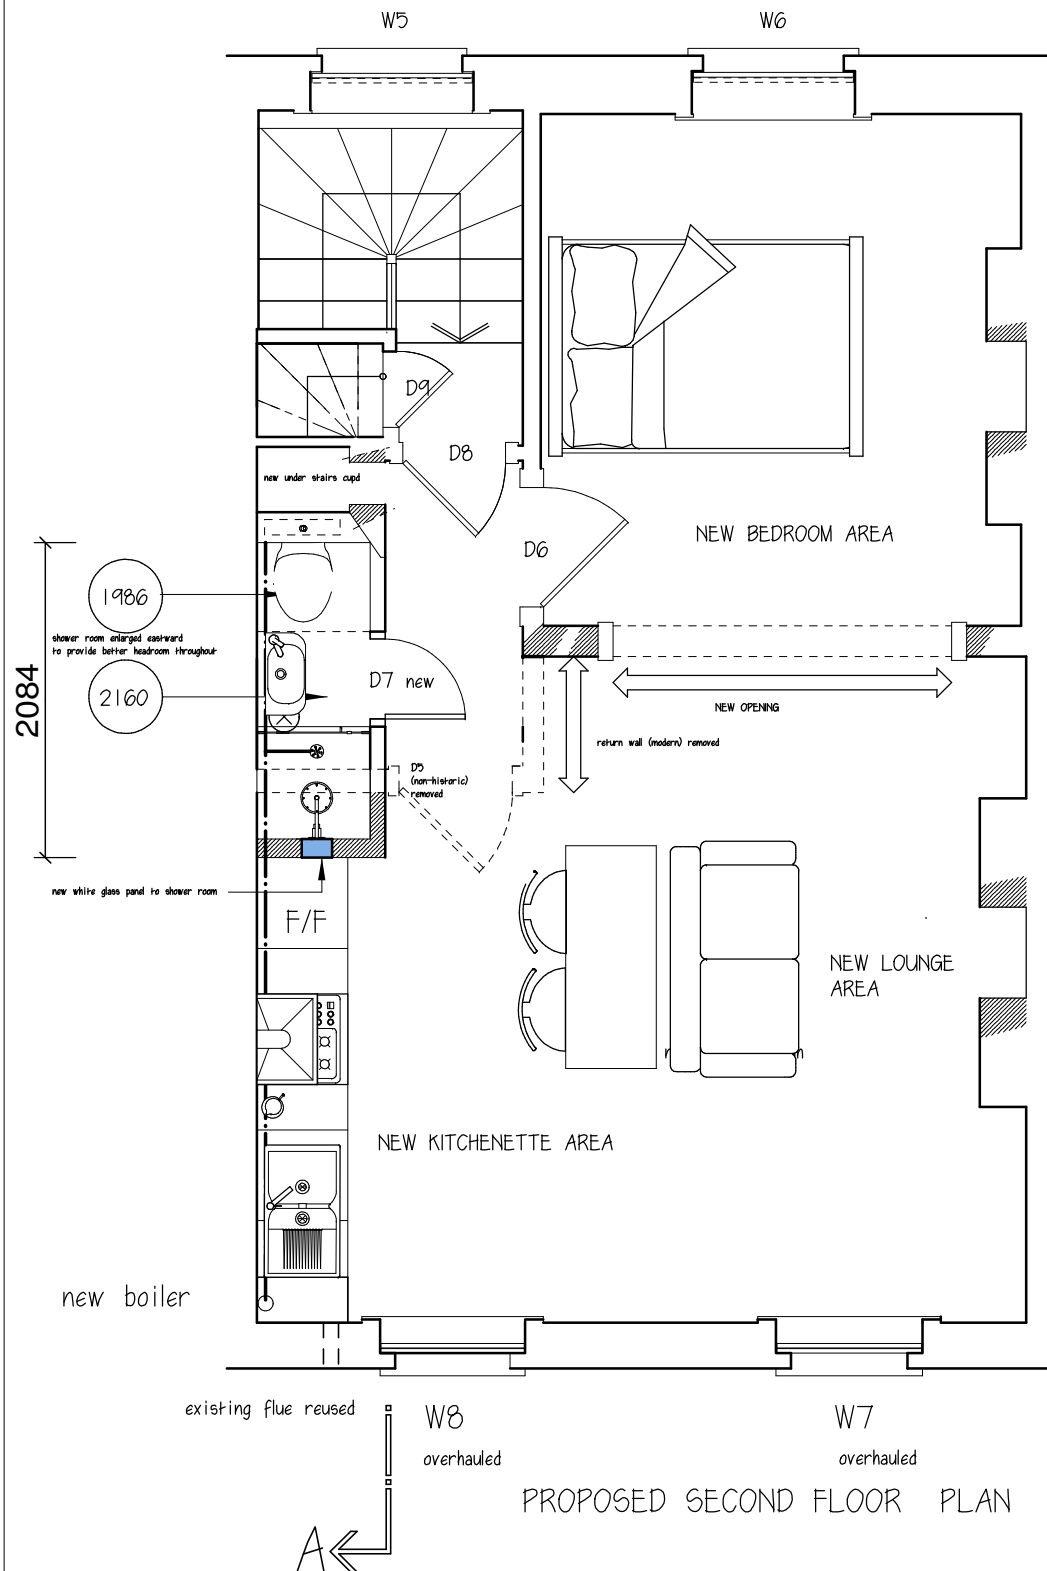 W5
W6
D9
D8
new under stairs cupd
D6
NEW BEDROOM AREA
1986
shower room enlarged eastward
to provide better headroom throughout
2160
2084
D7 new
NEW OPENING
return wall (modern) removed
D5
(non-historic)
removed
new white glass panel to shower room
F/F
NEW LOUNGE
AREA
NEW KITCHENETTE AREA
new boiler
existing flue reused
W8
overhauled
W7
overhauled
PROPOSED SECOND FLOOR PLAN
A